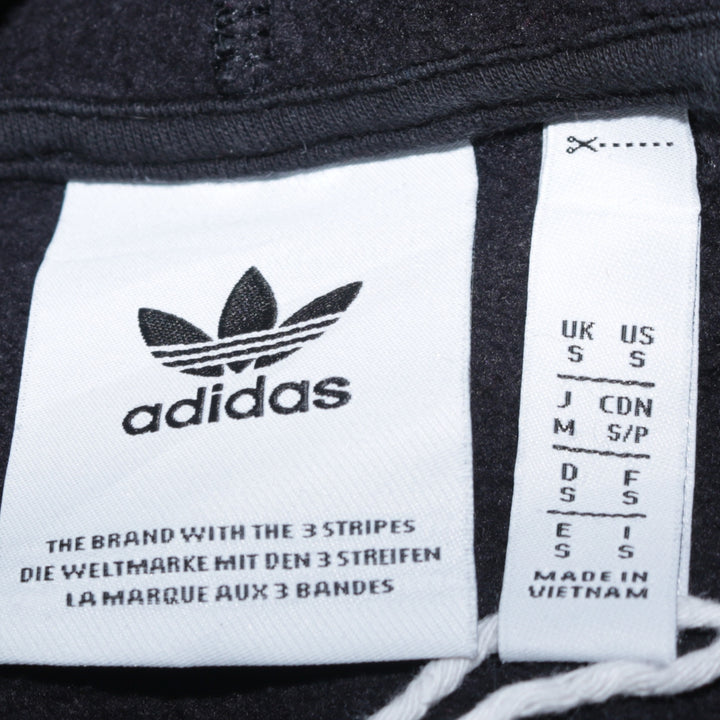 adidas
THE BRAND WITH THE 3 STRIPES
DIE WELTMARKE MIT DEN 3 STREIFEN
LA MARQUE AUX 3 BANDES
UK US
S S
J CDN
M S/P
D F
S S
E I
S S
MADE IN
VIETNAM